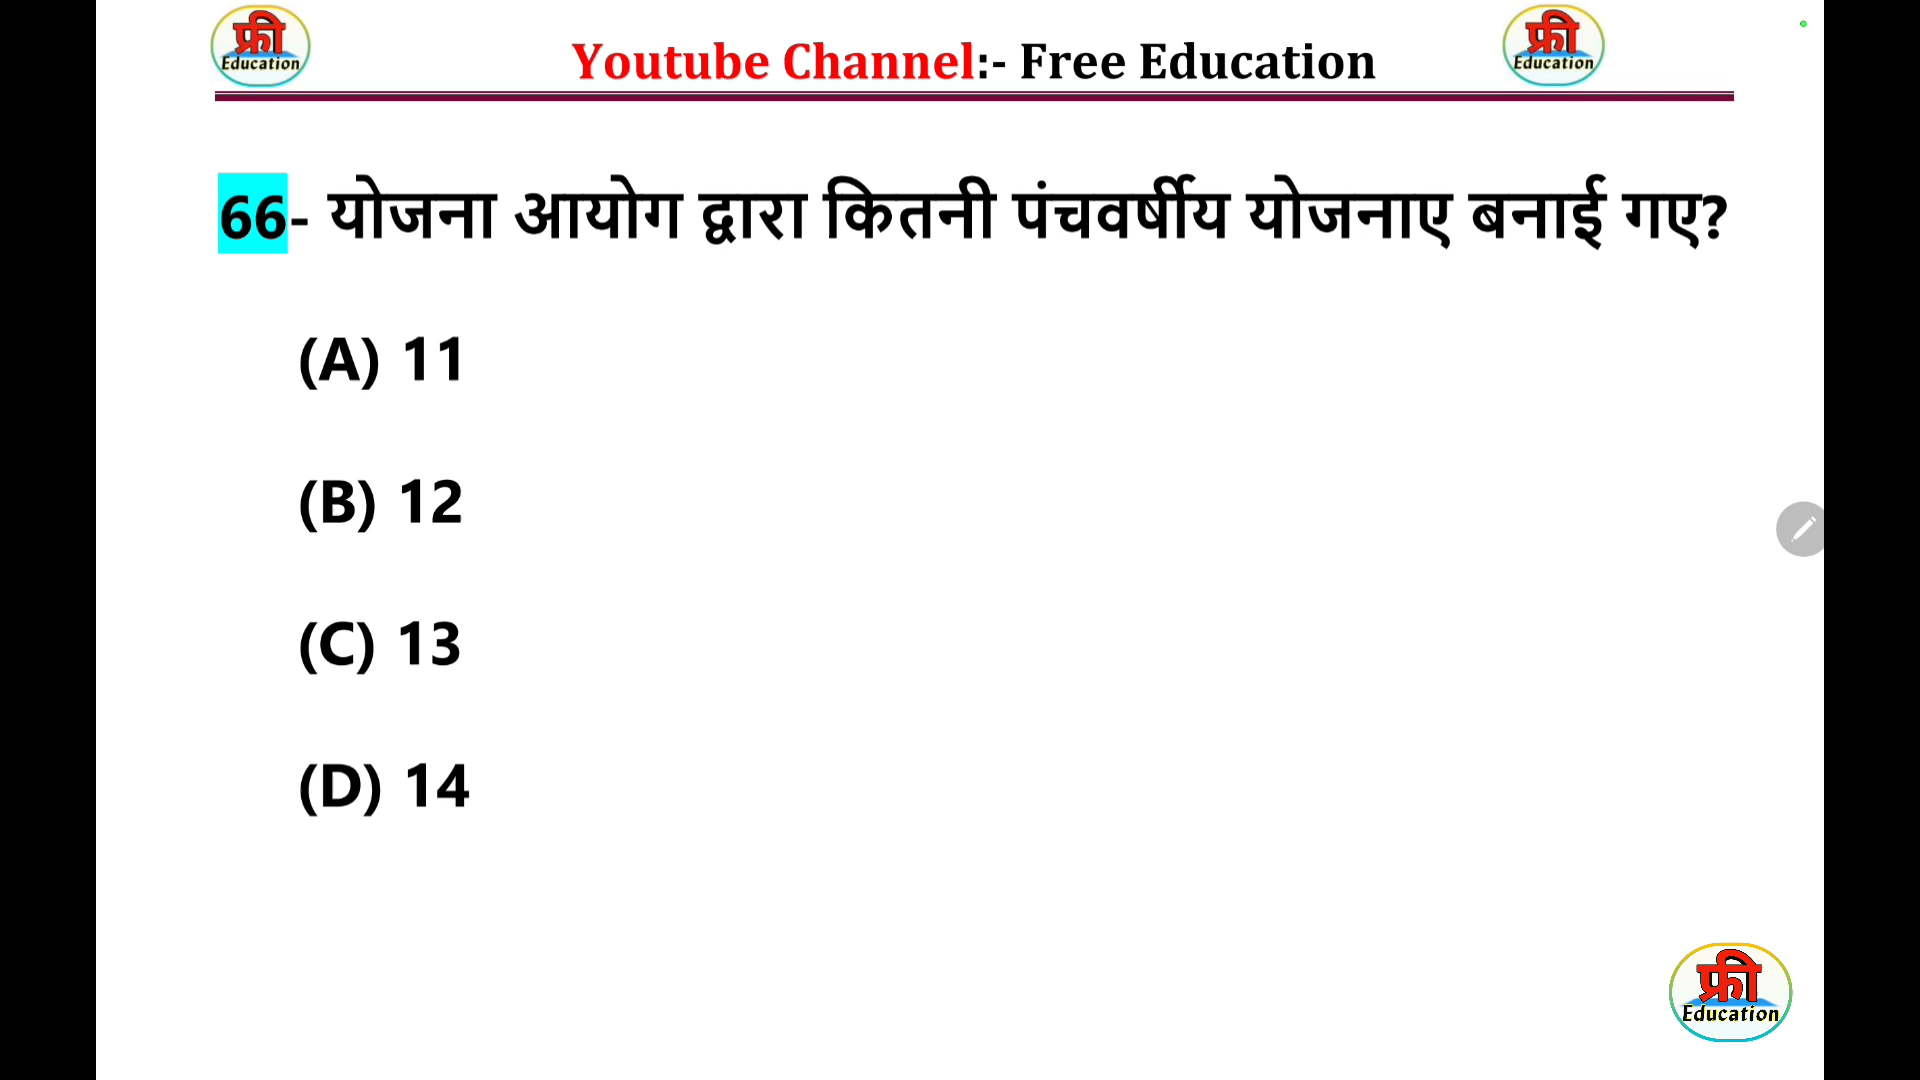 फ्री
Education
Youtube Channel:- Free Education
फ्री
Education
66- योजना आयोग द्वारा कितनी पंचवर्षीय योजनाए बनाई गए?
(A) 11
(B) 12
(C) 13
(D) 14
फ्री
Education